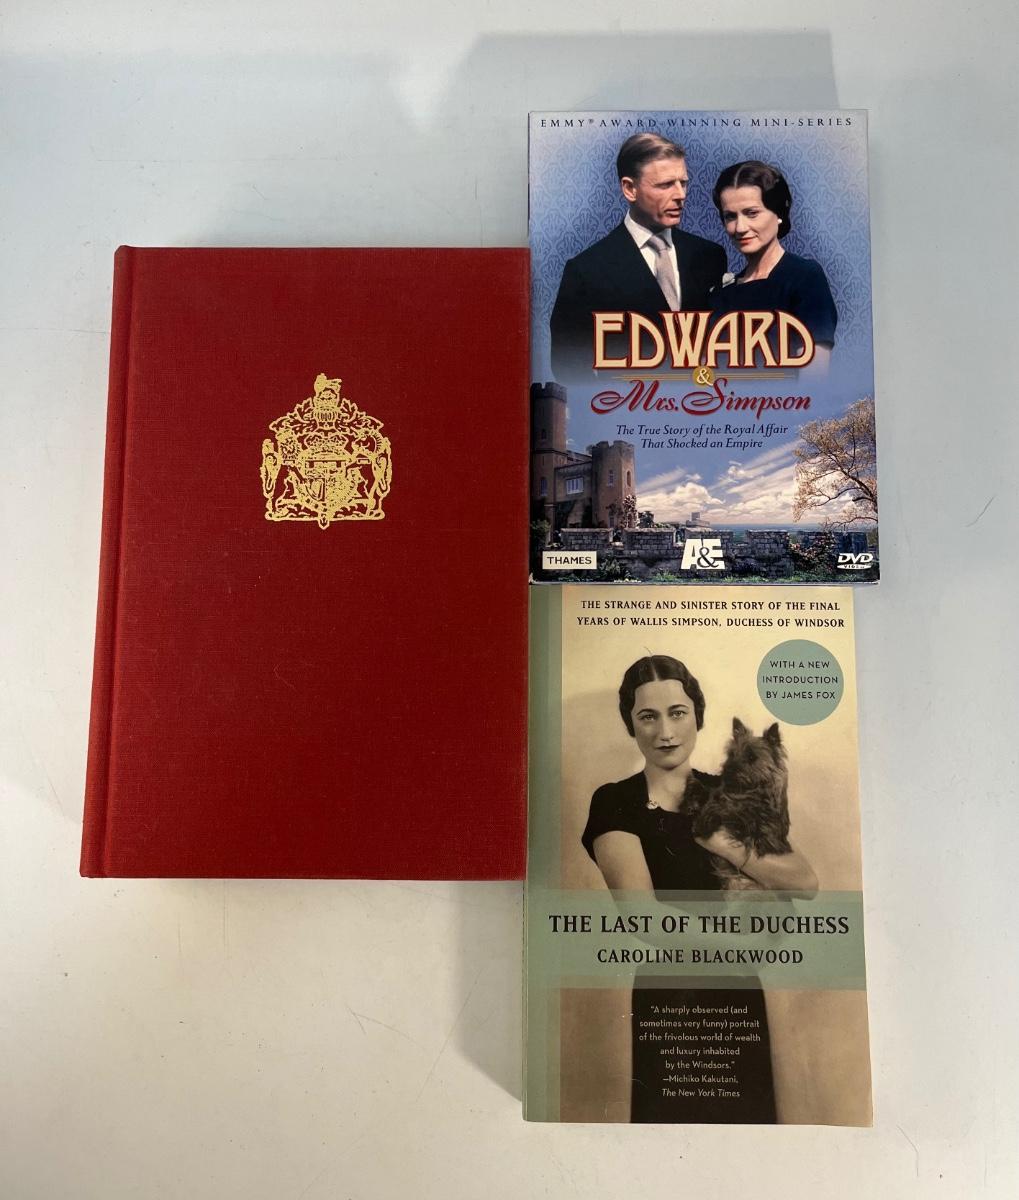 EMMY® AWARD-WINNING MINI-SERIES
EDWARD
&
Mrs. Simpson
The True Story of the Royal Affair
That Shocked an Empire
THAMES
A&E
DVD
VIDEO
THE STRANGE AND SINISTER STORY OF THE FINAL
YEARS OF WALLIS SIMPSON, DUCHESS OF WINDSOR
WITH A NEW
INTRODUCTION
BY JAMES FOX
THE LAST OF THE DUCHESS
CAROLINE BLACKWOOD
"A sharply observed (and
sometimes very funny) portrait
of the frivolous world of wealth
and luxury inhabited
by the Windsors."
—Michiko Kakutani,
The New York Times